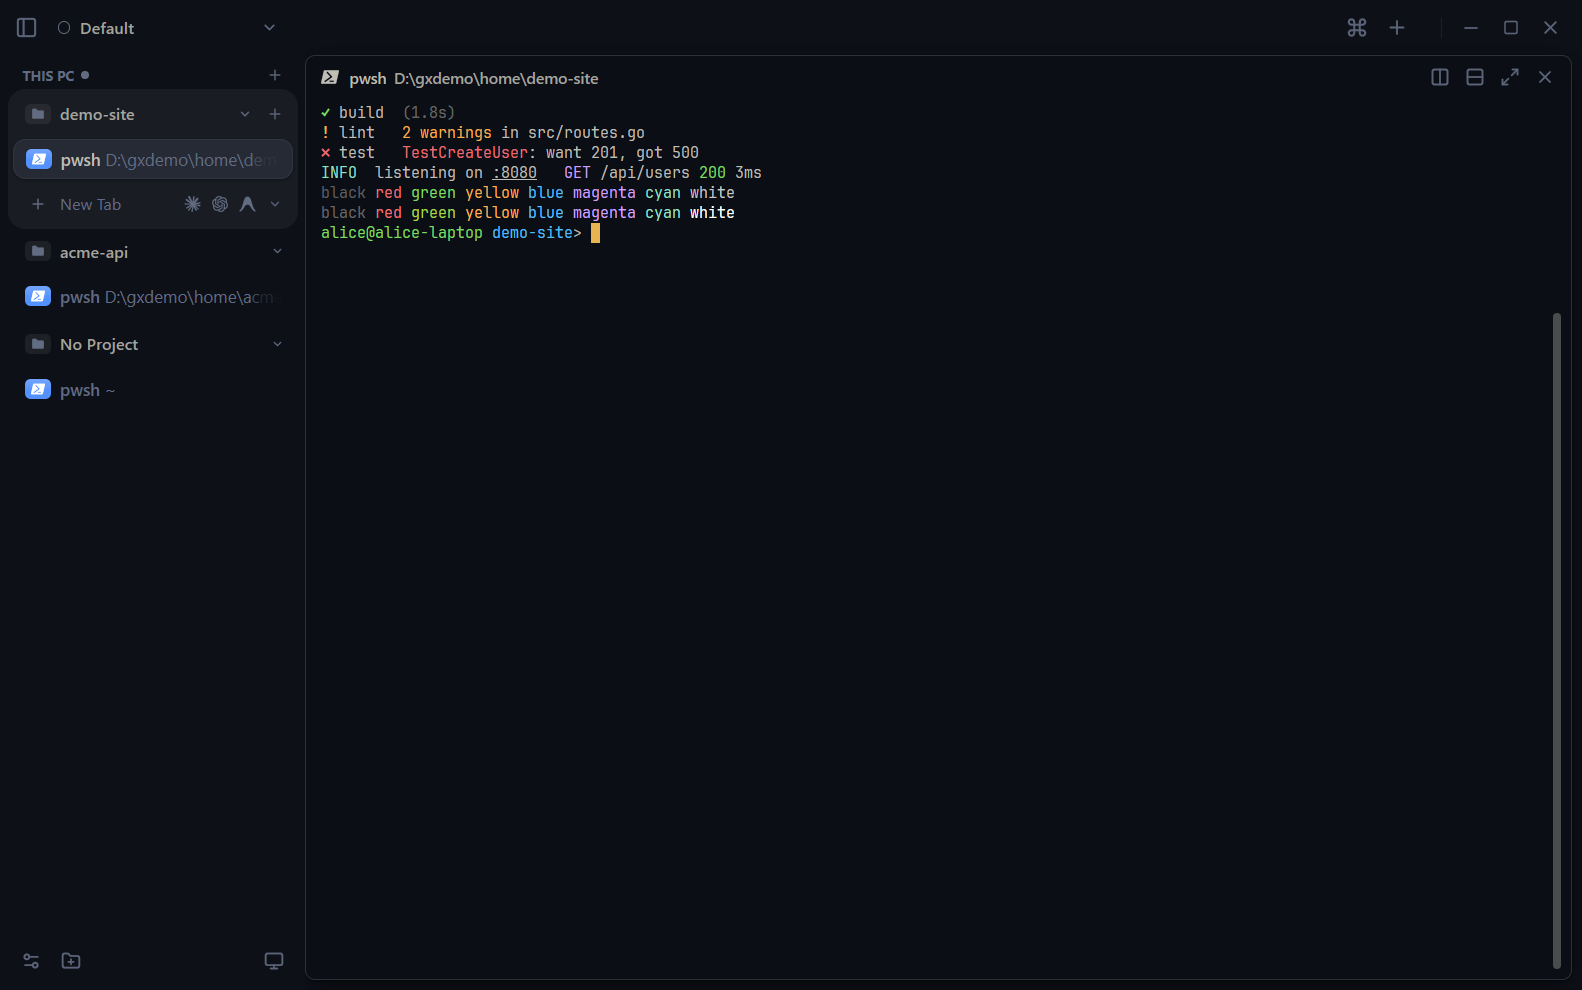 Default
THIS PC
demo-site
pwsh D:\gxdemo\home\dem
New Tab
acme-api
pwsh D:\gxdemo\home\acm
No Project
pwsh ~
pwsh D:\gxdemo\home\demo-site
✓ build (1.8s)
! lint 2 warnings in src/routes.go
× test TestCreateUser: want 201, got 500
INFO listening on :8080 GET /api/users 200 3ms
black red green yellow blue magenta cyan white
black red green yellow blue magenta cyan white
alice@alice-laptop demo-site>